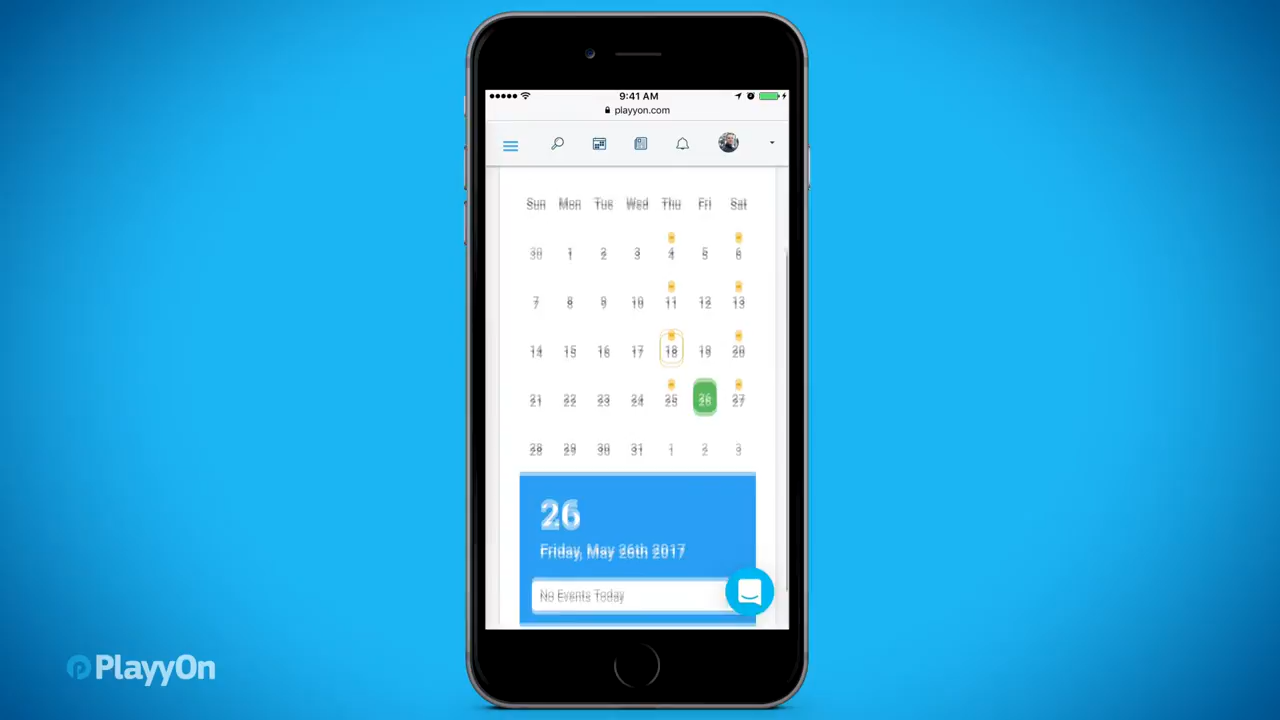 9:41 AM
playyon.com
Sun Mon Tue Wed Thu Fri Sat
30 1 2 3 4 5 6
7 8 9 10 11 12 13
14 15 16 17 18 19 20
21 22 23 24 25 26 27
28 29 30 31 1 2 3
26
Friday, May 26th 2017
No Events Today
PlayyOn